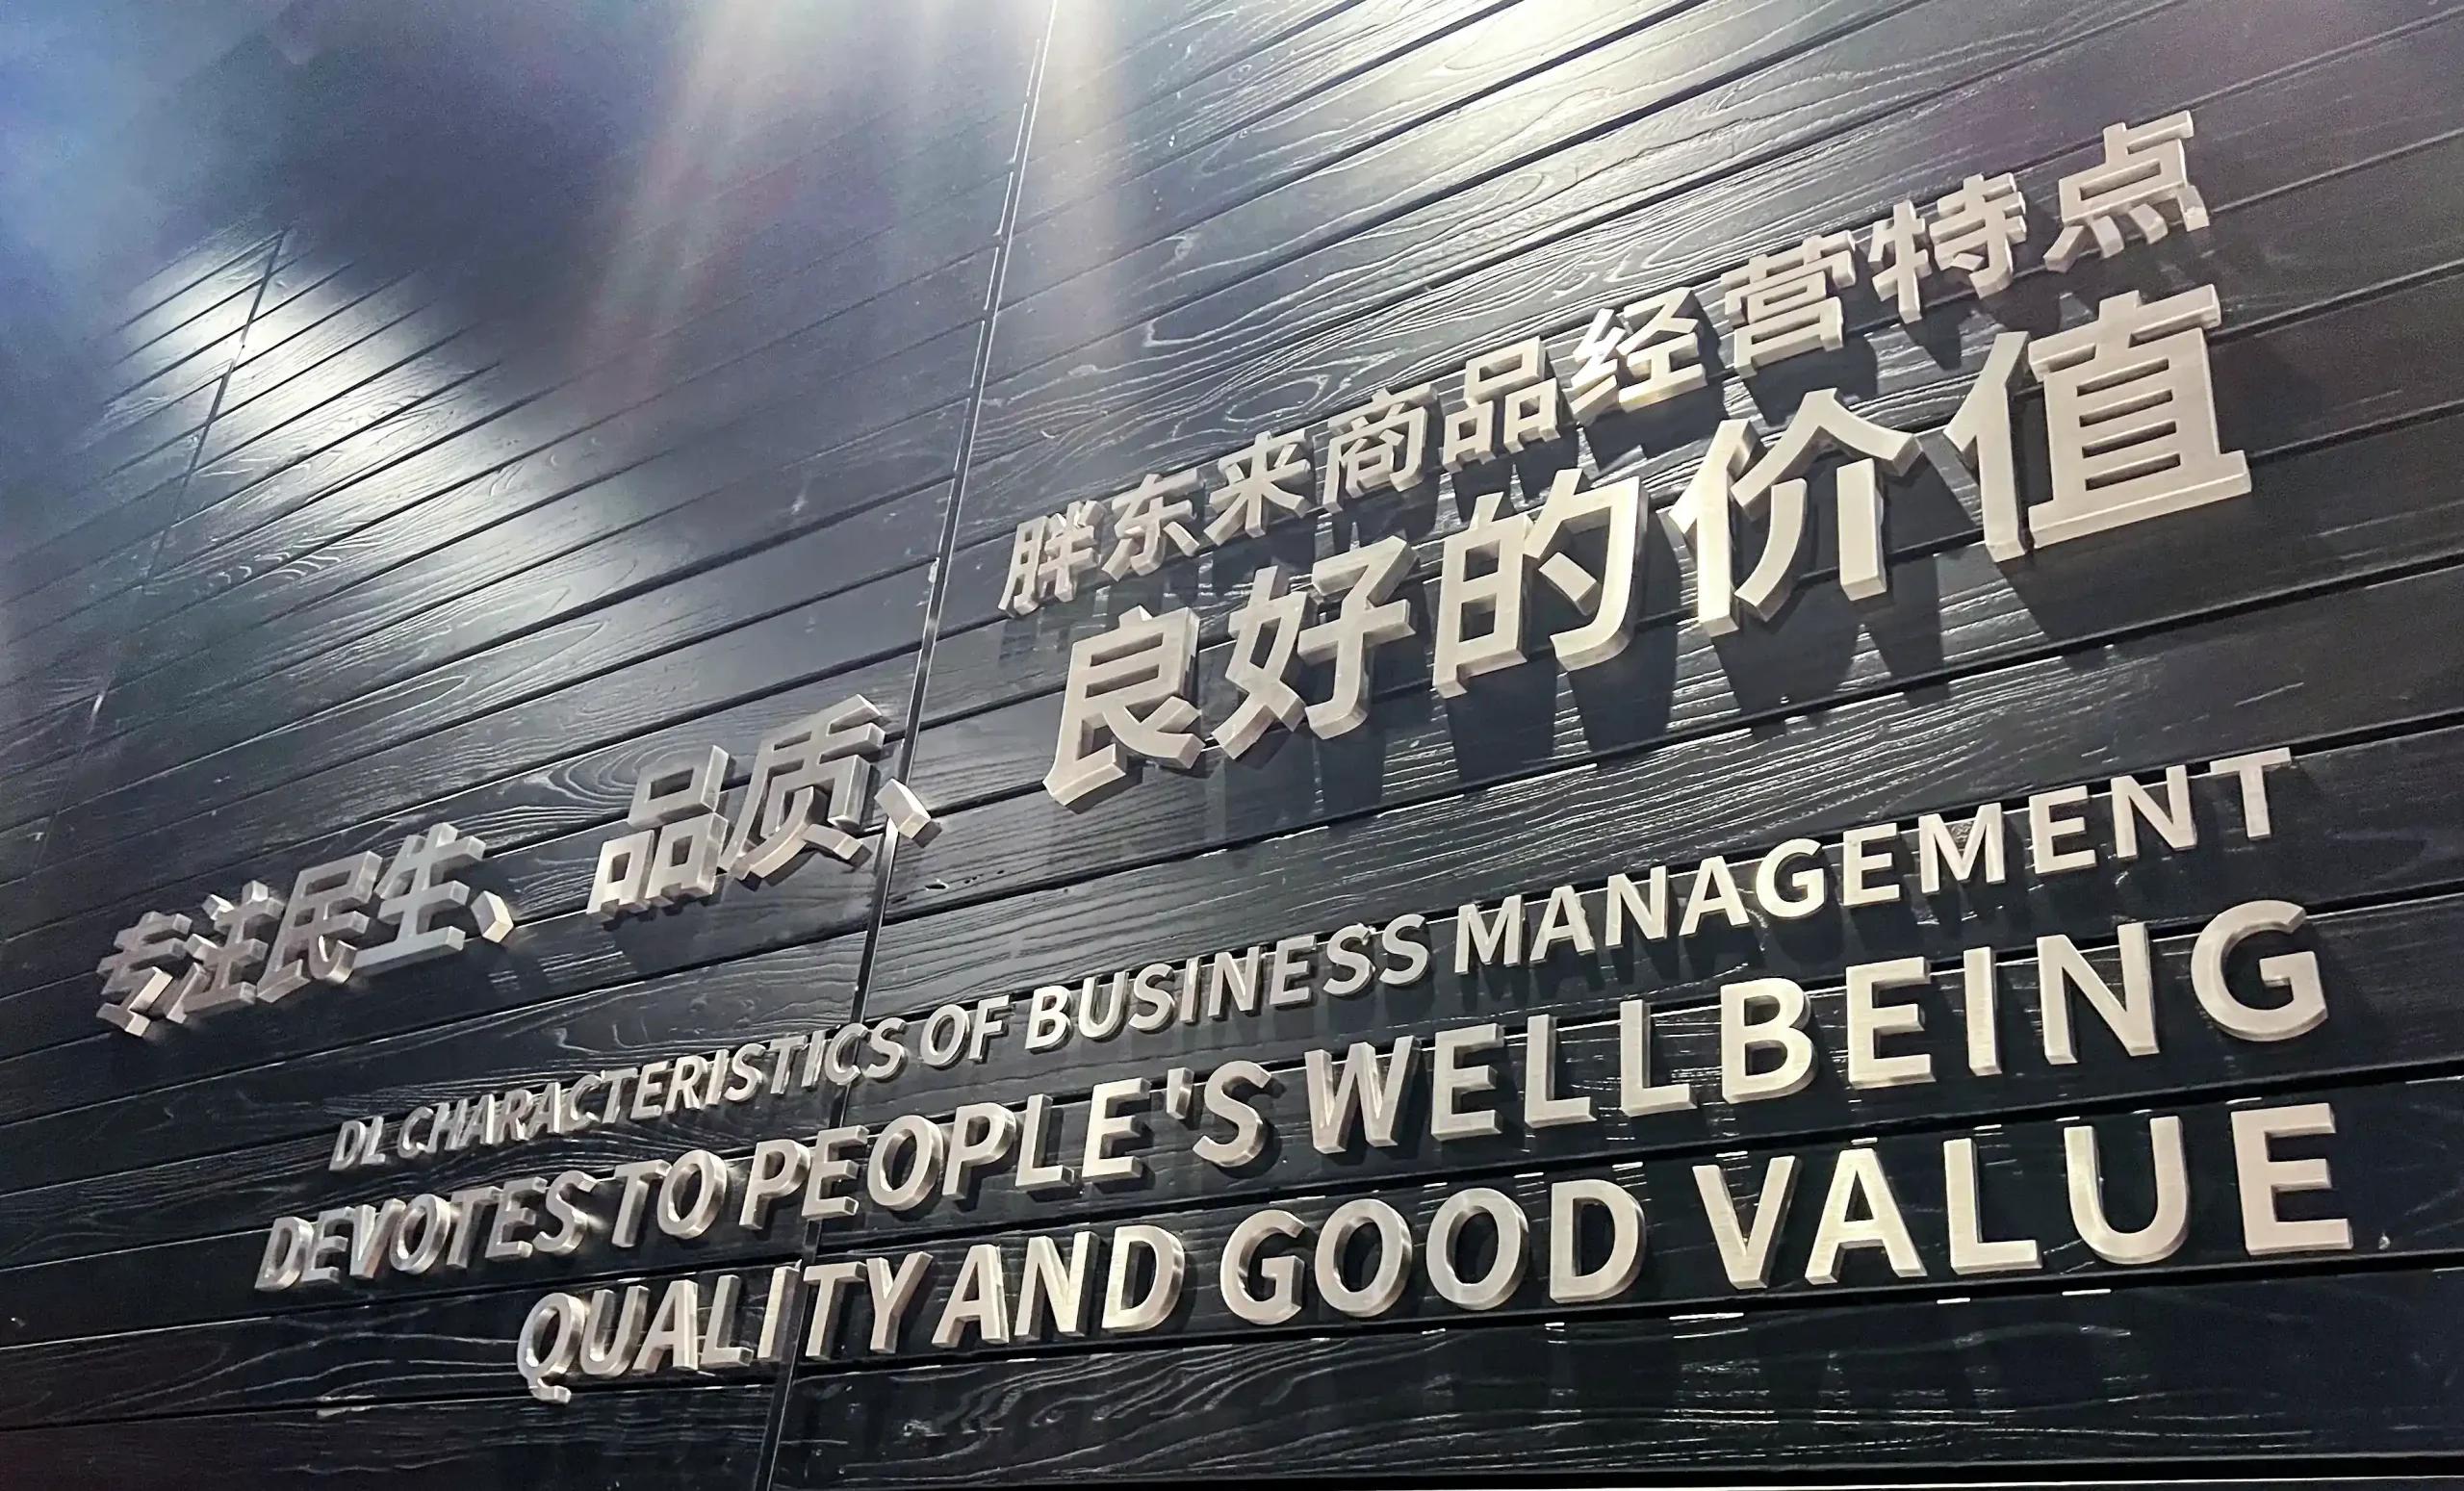 胖东来商品经营特点
专注民生、品质、良好的价值
DL CHARACTERISTICS OF BUSINESS MANAGEMENT
DEVOTES TO PEOPLE'S WELLBEING
QUALITY AND GOOD VALUE